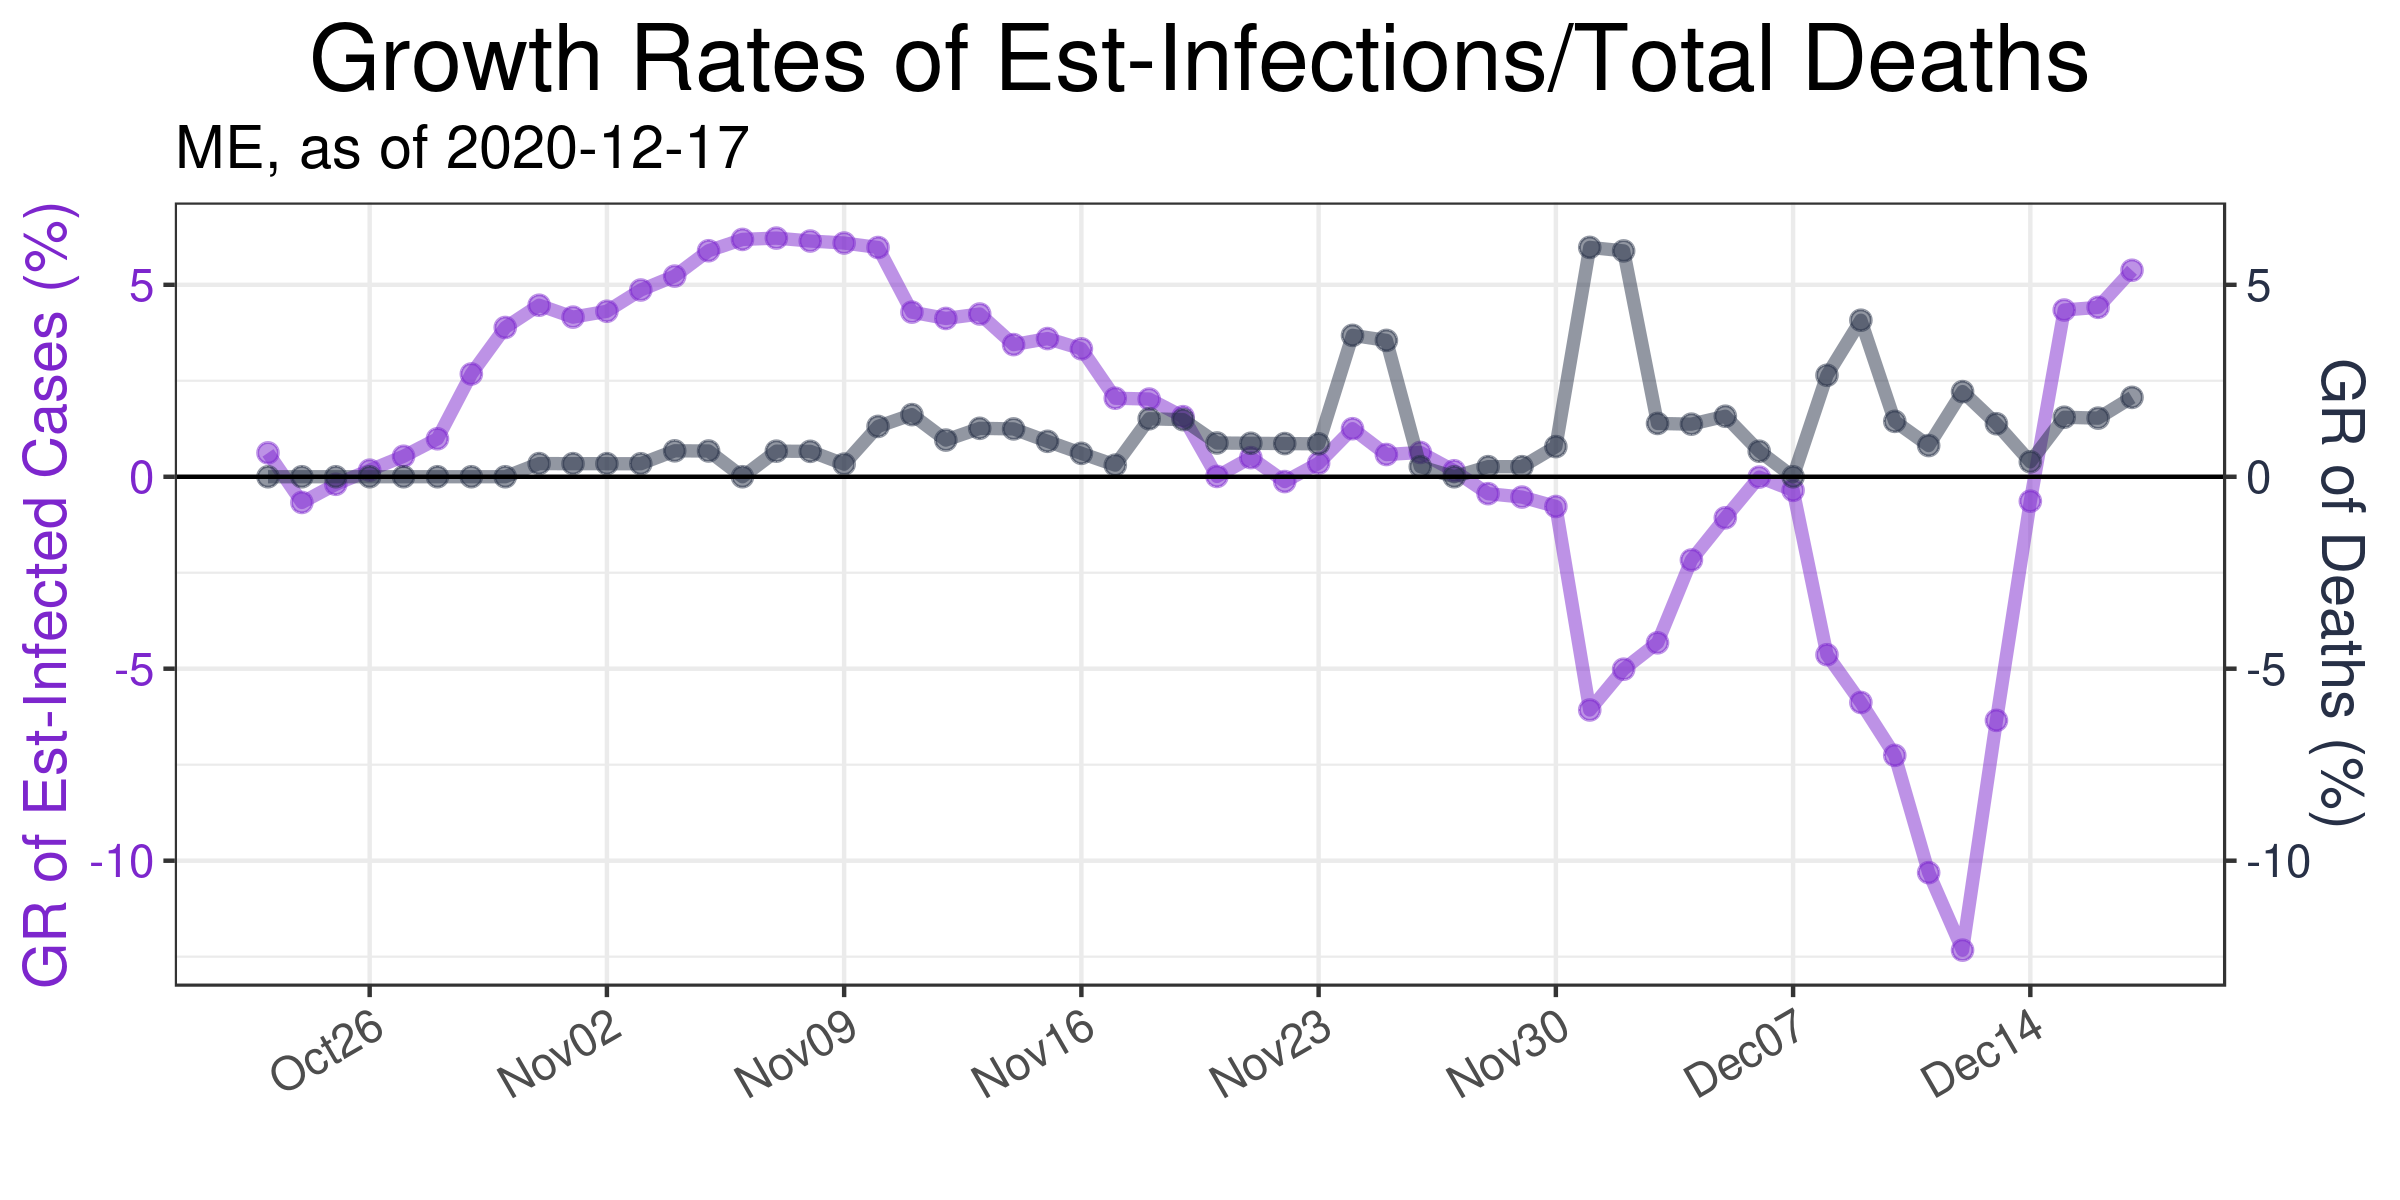 Growth Rates of Est-Infections/Total Deaths
ME, as of 2020-12-17
GR of Est-Infected Cases (%)
5
0
-5
-10
5
0
-5
-10
GR of Deaths (%)
Oct26
Nov02
Nov09
Nov16
Nov23
Nov30
Dec07
Dec14